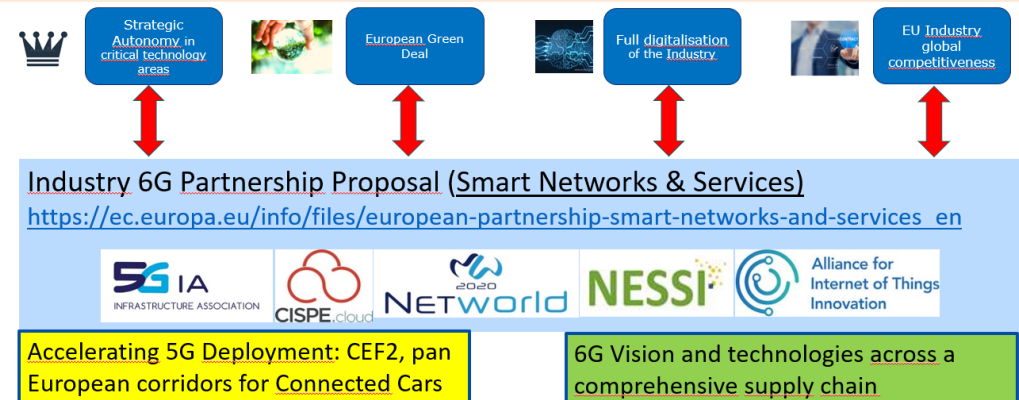 Strategic
Autonomy in
critical technology
areas
European Green
Deal
Full digitalisation
of the Industry
CONTRACT
EU Industry
global
competitiveness
Industry 6G Partnership Proposal (Smart Networks & Services)
https://ec.europa.eu/info/files/european-partnership-smart-networks-and-services_en
5G IA
INFRASTRUCTURE ASSOCIATION
CISPE.cloud
2020
NETWORLD
NESSI
Alliance for
Internet of Things
Innovation
Accelerating 5G Deployment: CEF2, pan
European corridors for Connected Cars
6G Vision and technologies across a
comprehensive supply chain